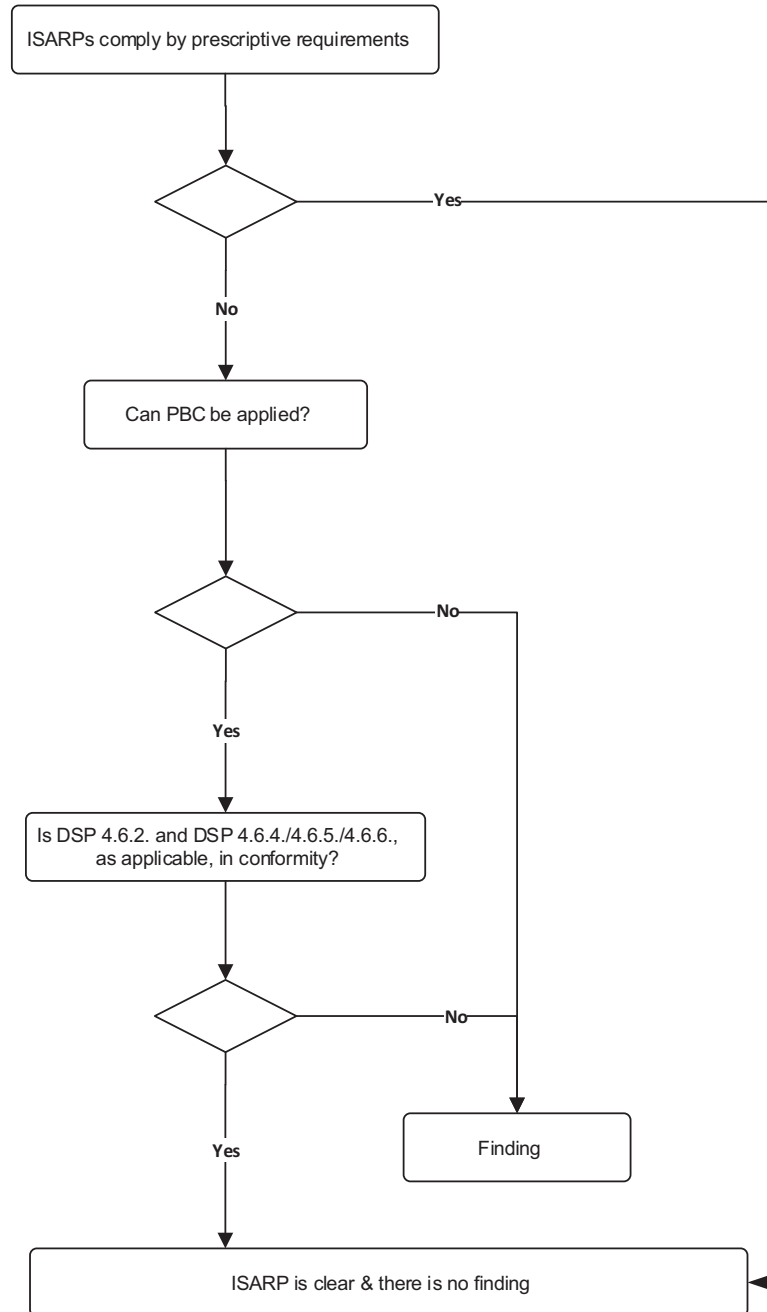 ISARPs comply by prescriptive requirements
Yes
No
Can PBC be applied?
No
Yes
Is DSP 4.6.2. and DSP 4.6.4./4.6.5./4.6.6.,
as applicable, in conformity?
No
Finding
Yes
ISARP is clear & there is no finding